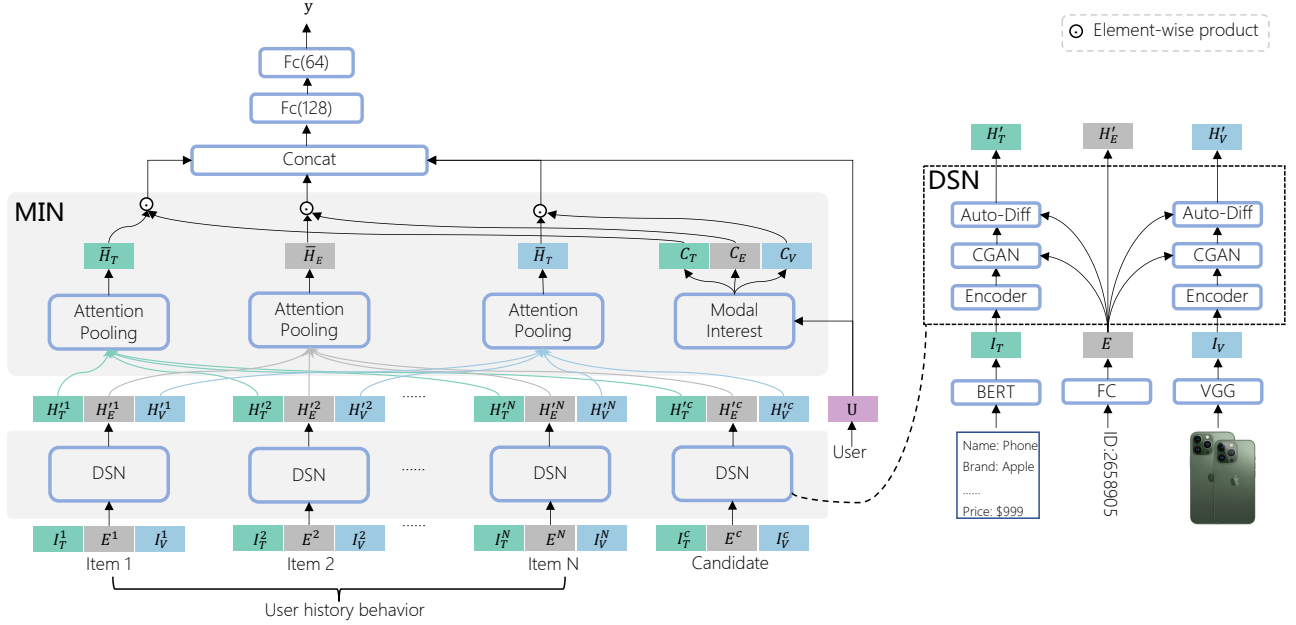 y
Element-wise product
Fc(64)
Fc(128)
Concat
MIN
H̅_T
H̅_E
H̅_T
C_T
C_E
C_V
Attention
Pooling
Attention
Pooling
Attention
Pooling
Modal
Interest
H'^1_T
H'^1_E
H'^1_V
H'^2_T
H'^2_E
H'^2_V
......
H'^N_T
H'^N_E
H'^N_V
H'^c_T
H'^c_E
H'^c_V
U
User
DSN
DSN
......
DSN
DSN
I^1_T
E^1
I^1_V
I^2_T
E^2
I^2_V
......
I^N_T
E^N
I^N_V
I^c_T
E^c
I^c_V
Item 1
Item 2
Item N
Candidate
User history behavior
H'_T
H'_E
H'_V
DSN
Auto-Diff
Auto-Diff
CGAN
CGAN
Encoder
Encoder
I_T
E
I_V
BERT
FC
VGG
Name: Phone
Brand: Apple
......
Price: $999
ID:2658905